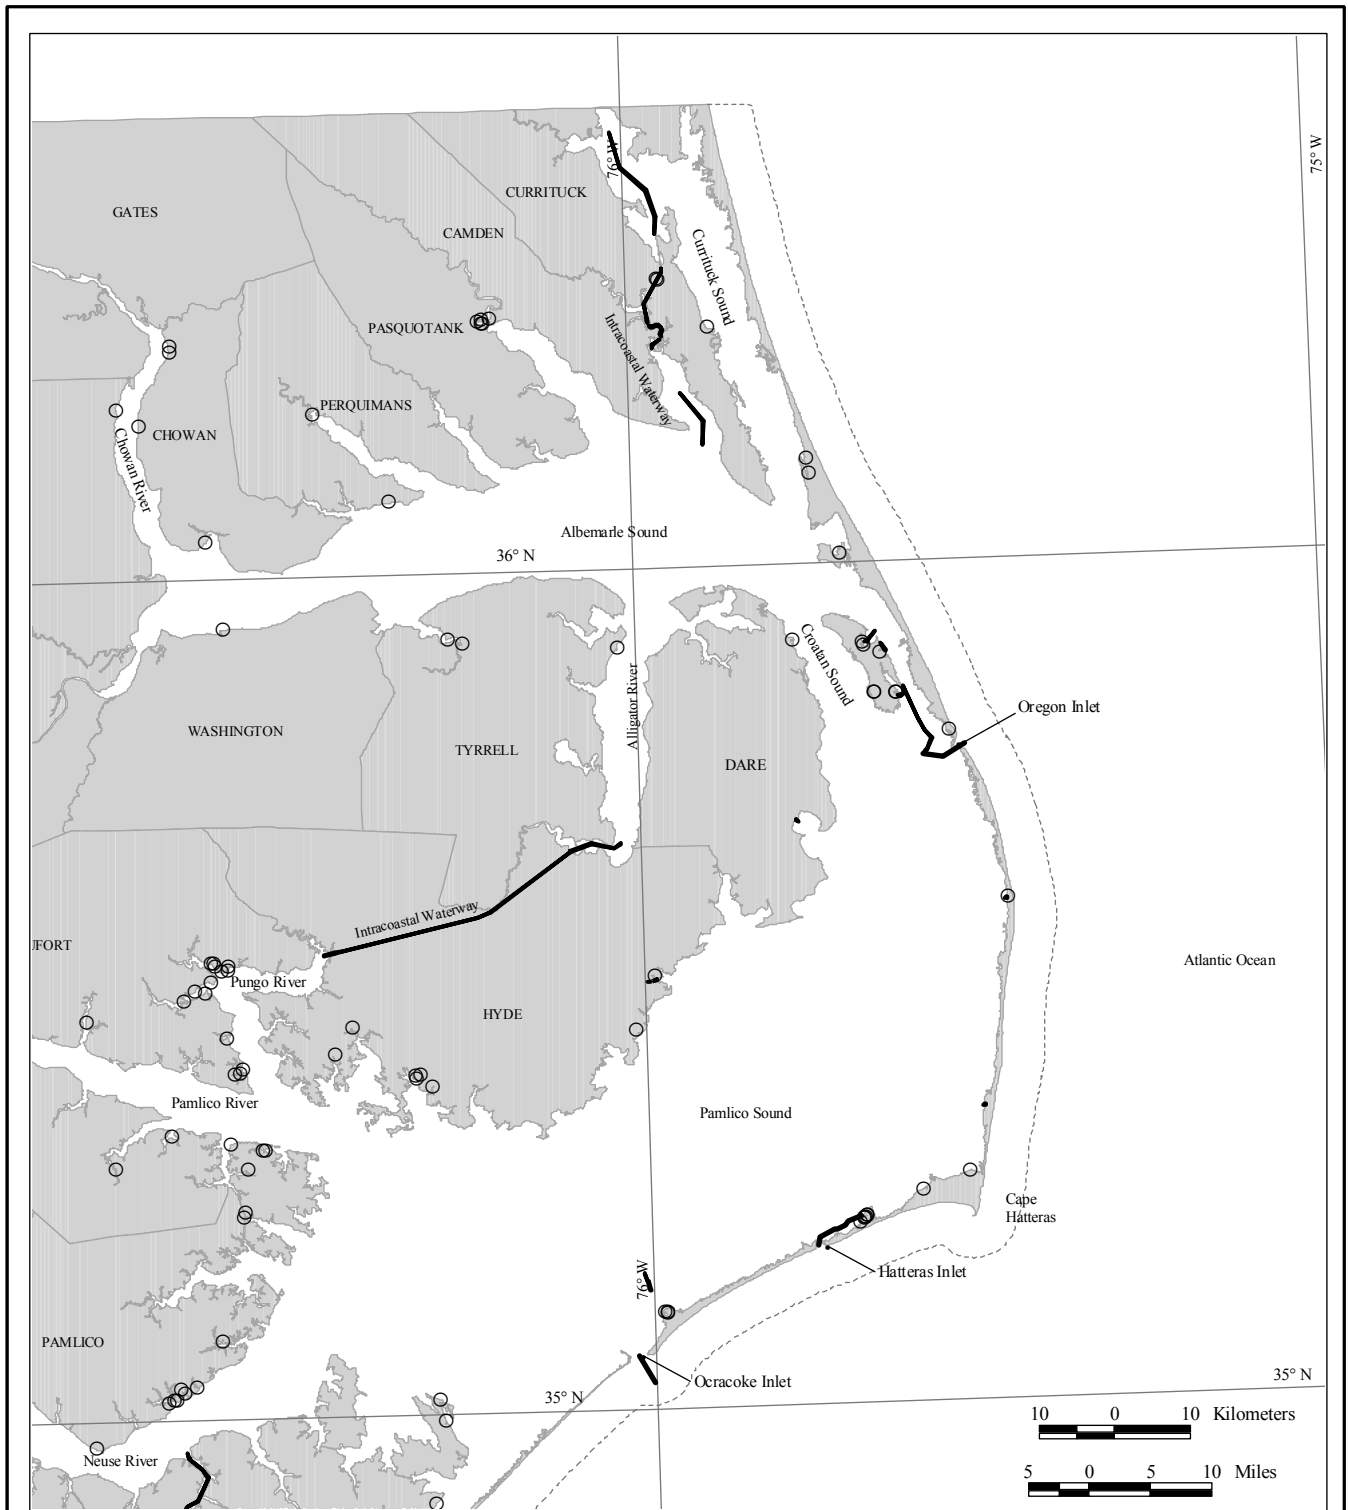 76° W
75° W
CURRITUCK
GATES
CAMDEN
Currituck Sound
PASQUOTANK
Intracoastal Waterway
PERQUIMANS
CHOWAN
Chowan River
Albemarle Sound
36° N
Croatan Sound
Alligator River
Oregon Inlet
WASHINGTON
TYRRELL
DARE
Intracoastal Waterway
UFORT
Pungo River
Atlantic Ocean
HYDE
Pamlico River
Pamlico Sound
Cape
Hatteras
Hatteras Inlet
76° W
PAMLICO
Ocracoke Inlet
35° N
35° N
10 0 10 Kilometers
Neuse River
5 0 5 10 Miles